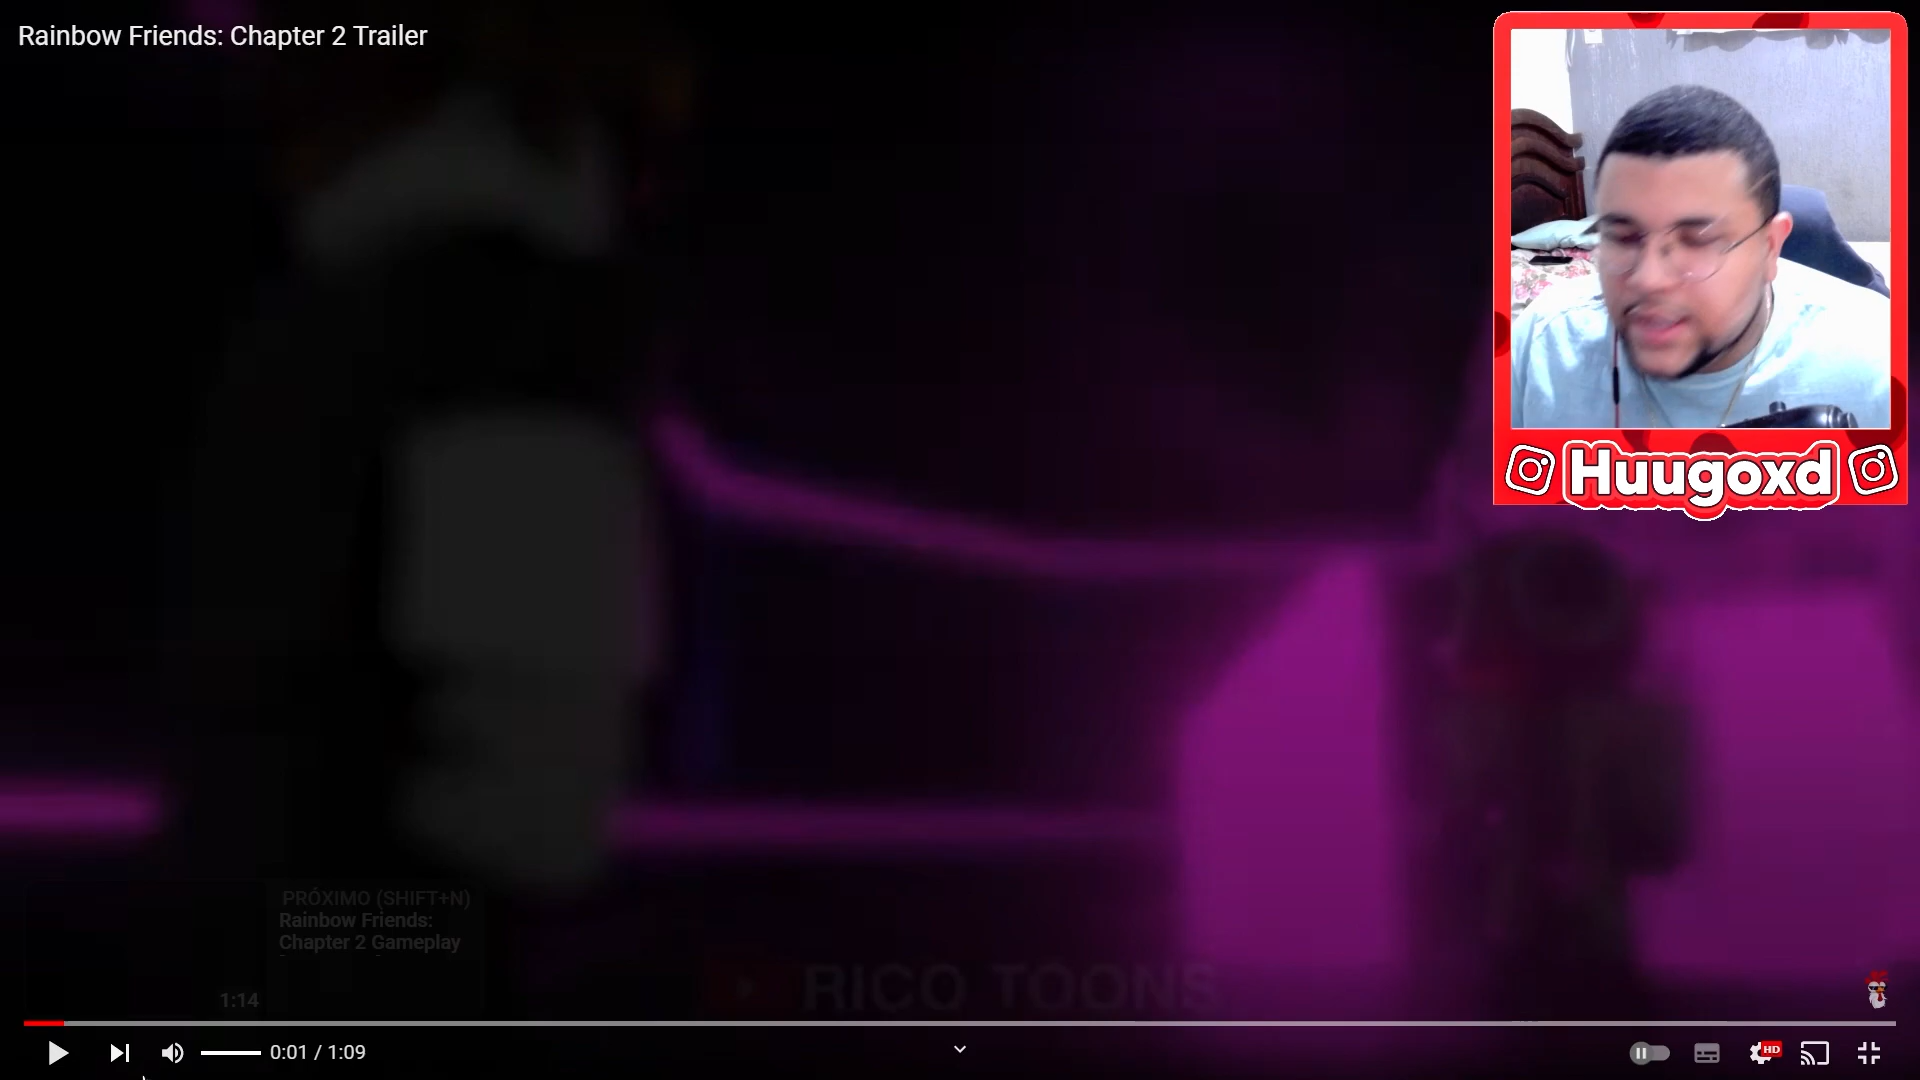 Rainbow Friends: Chapter 2 Trailer
Huugoxd
PRÓXIMO (SHIFT+N)
Rainbow Friends:
Chapter 2 Gameplay
1:14
RICO TOONS
0:01 / 1:09
HD